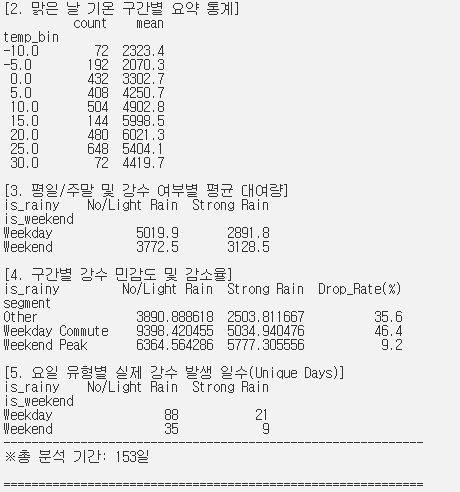 [2. 맑은 날 기온 구간별 요약 통계]
count mean
temp_bin
-10.0 72 2323.4
-5.0 192 2070.3
0.0 432 3302.7
5.0 408 4250.7
10.0 504 4902.8
15.0 144 5998.5
20.0 480 6021.3
25.0 648 5404.1
30.0 72 4419.7
[3. 평일/주말 및 강수 여부별 평균 대여량]
is_rainy No/Light Rain Strong Rain
is_weekend
Weekday 5019.9 2891.8
Weekend 3772.5 3128.5
[4. 구간별 강수 민감도 및 감소율]
is_rainy No/Light Rain Strong Rain Drop_Rate(%)
segment
Other 3890.888618 2503.811667 35.6
Weekday Commute 9398.420455 5034.940476 46.4
Weekend Peak 6364.564286 5777.305556 9.2
[5. 요일 유형별 실제 강수 발생 일수(Unique Days)]
is_rainy No/Light Rain Strong Rain
is_weekend
Weekday 88 21
Weekend 35 9
------------------------------------------------------------
※총 분석 기간: 153일
============================================================